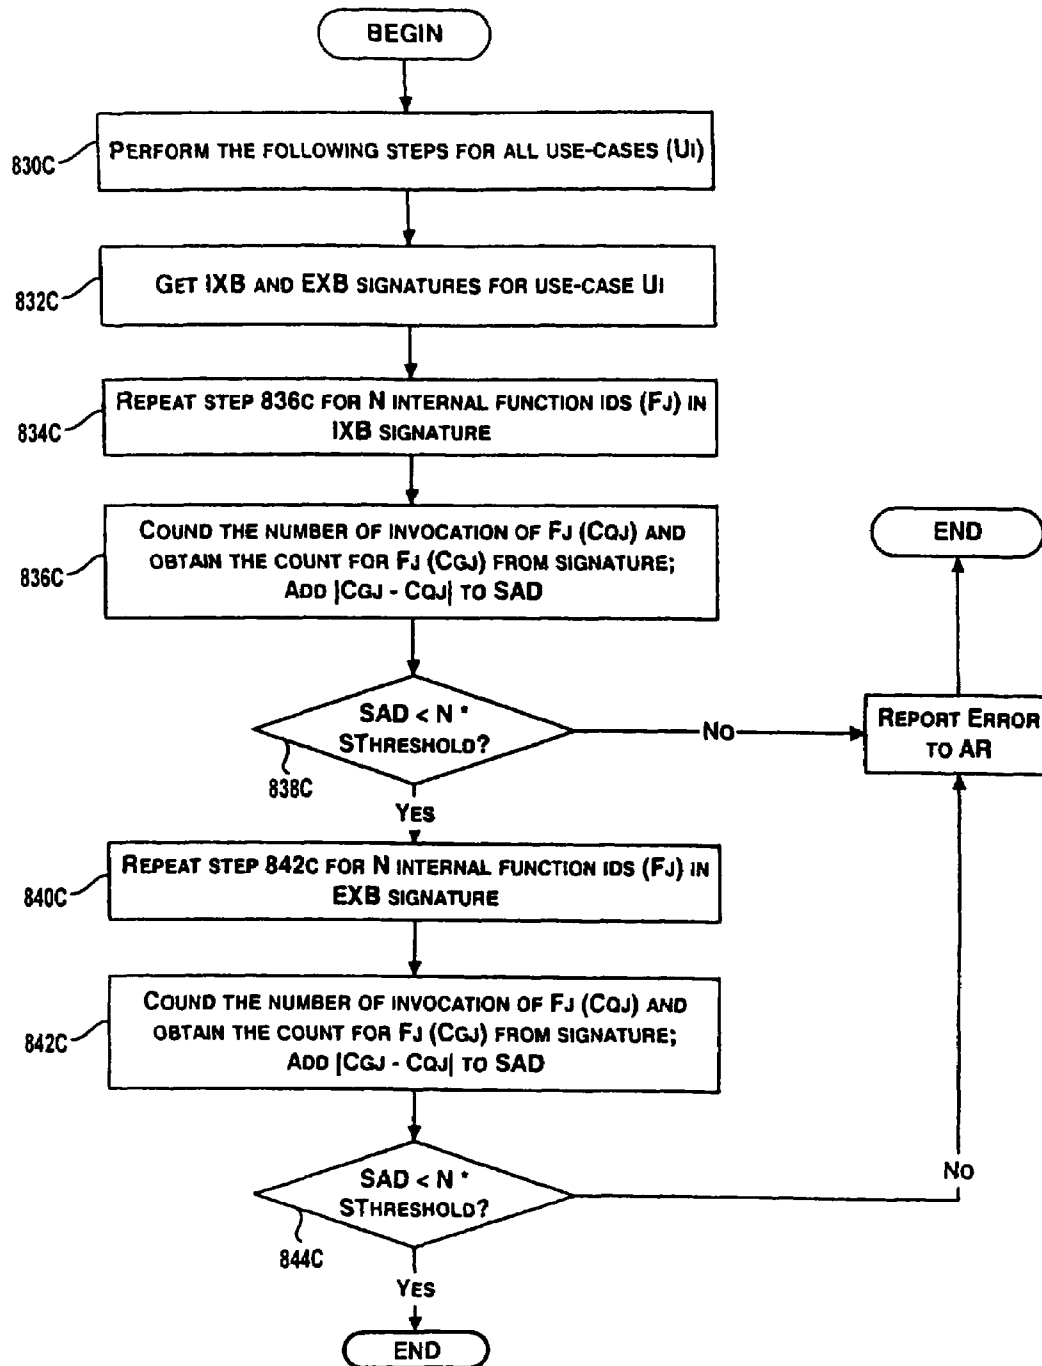 BEGIN
830C
PERFORM THE FOLLOWING STEPS FOR ALL USE-CASES (UI)
832C
GET IXB AND EXB SIGNATURES FOR USE-CASE UI
834C
REPEAT STEP 836C FOR N INTERNAL FUNCTION IDS (FJ) IN
IXB SIGNATURE
836C
COUND THE NUMBER OF INVOCATION OF FJ (CQJ) AND
OBTAIN THE COUNT FOR FJ (CGJ) FROM SIGNATURE;
ADD |CGJ - CQJ| TO SAD
END
SAD < N *
STHRESHOLD?
838C
NO
REPORT ERROR
TO AR
YES
840C
REPEAT STEP 842C FOR N INTERNAL FUNCTION IDS (FJ) IN
EXB SIGNATURE
842C
COUND THE NUMBER OF INVOCATION OF FJ (CQJ) AND
OBTAIN THE COUNT FOR FJ (CGJ) FROM SIGNATURE;
ADD |CGJ - CQJ| TO SAD
SAD < N *
STHRESHOLD?
844C
NO
YES
END